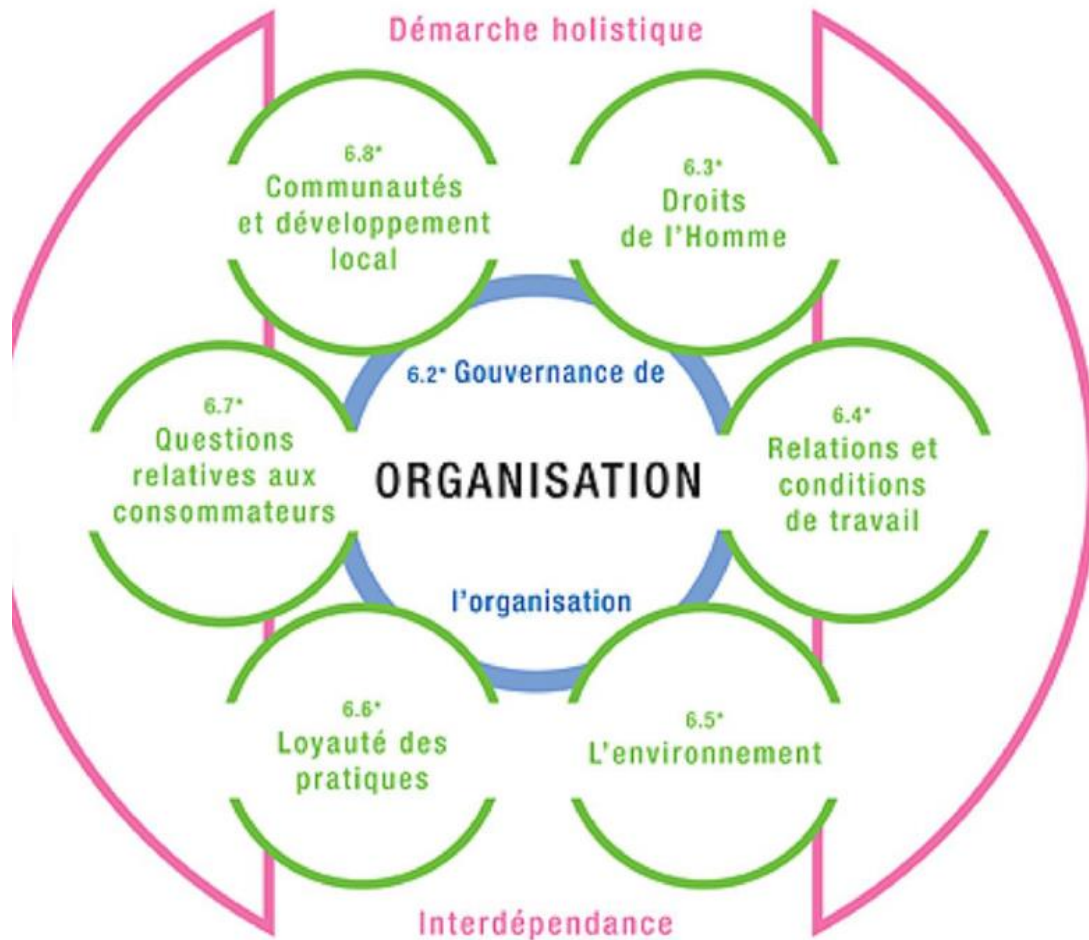 Démarche holistique
6.8*
Communautés
et développement
local
6.3*
Droits
de l'Homme
6.2* Gouvernance de
6.7*
Questions
relatives aux
consommateurs
ORGANISATION
6.4*
Relations et
conditions
de travail
l'organisation
6.6*
Loyauté des
pratiques
6.5*
L'environnement
Interdépendance